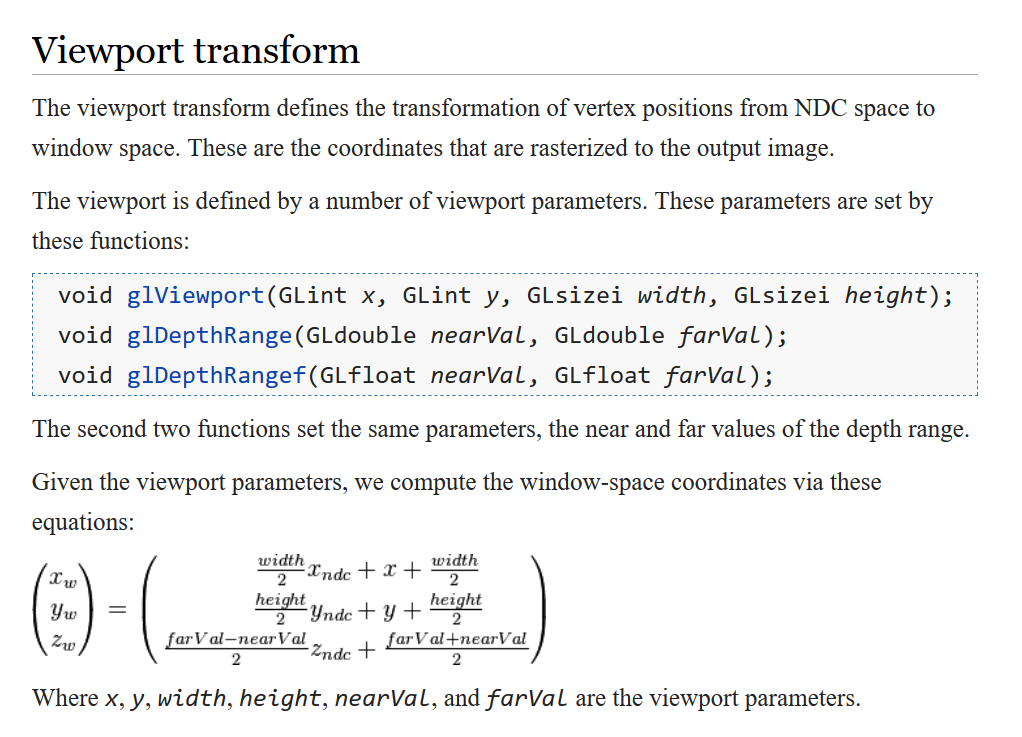 Viewport transform
The viewport transform defines the transformation of vertex positions from NDC space to
window space. These are the coordinates that are rasterized to the output image.
The viewport is defined by a number of viewport parameters. These parameters are set by
these functions:
void glViewport(GLint x, GLint y, GLsizei width, GLsizei height);
void glDepthRange(GLdouble nearVal, GLdouble farVal);
void glDepthRangef(GLfloat nearVal, GLfloat farVal);
The second two functions set the same parameters, the near and far values of the depth range.
Given the viewport parameters, we compute the window-space coordinates via these
equations:
\begin{pmatrix} x_w \\ y_w \\ z_w \end{pmatrix} = \begin{pmatrix} \frac{width}{2} x_{ndc} + x + \frac{width}{2} \\ \frac{height}{2} y_{ndc} + y + \frac{height}{2} \\ \frac{farVal-nearVal}{2} z_{ndc} + \frac{farVal+nearVal}{2} \end{pmatrix}
Where x, y, width, height, nearVal, and farVal are the viewport parameters.